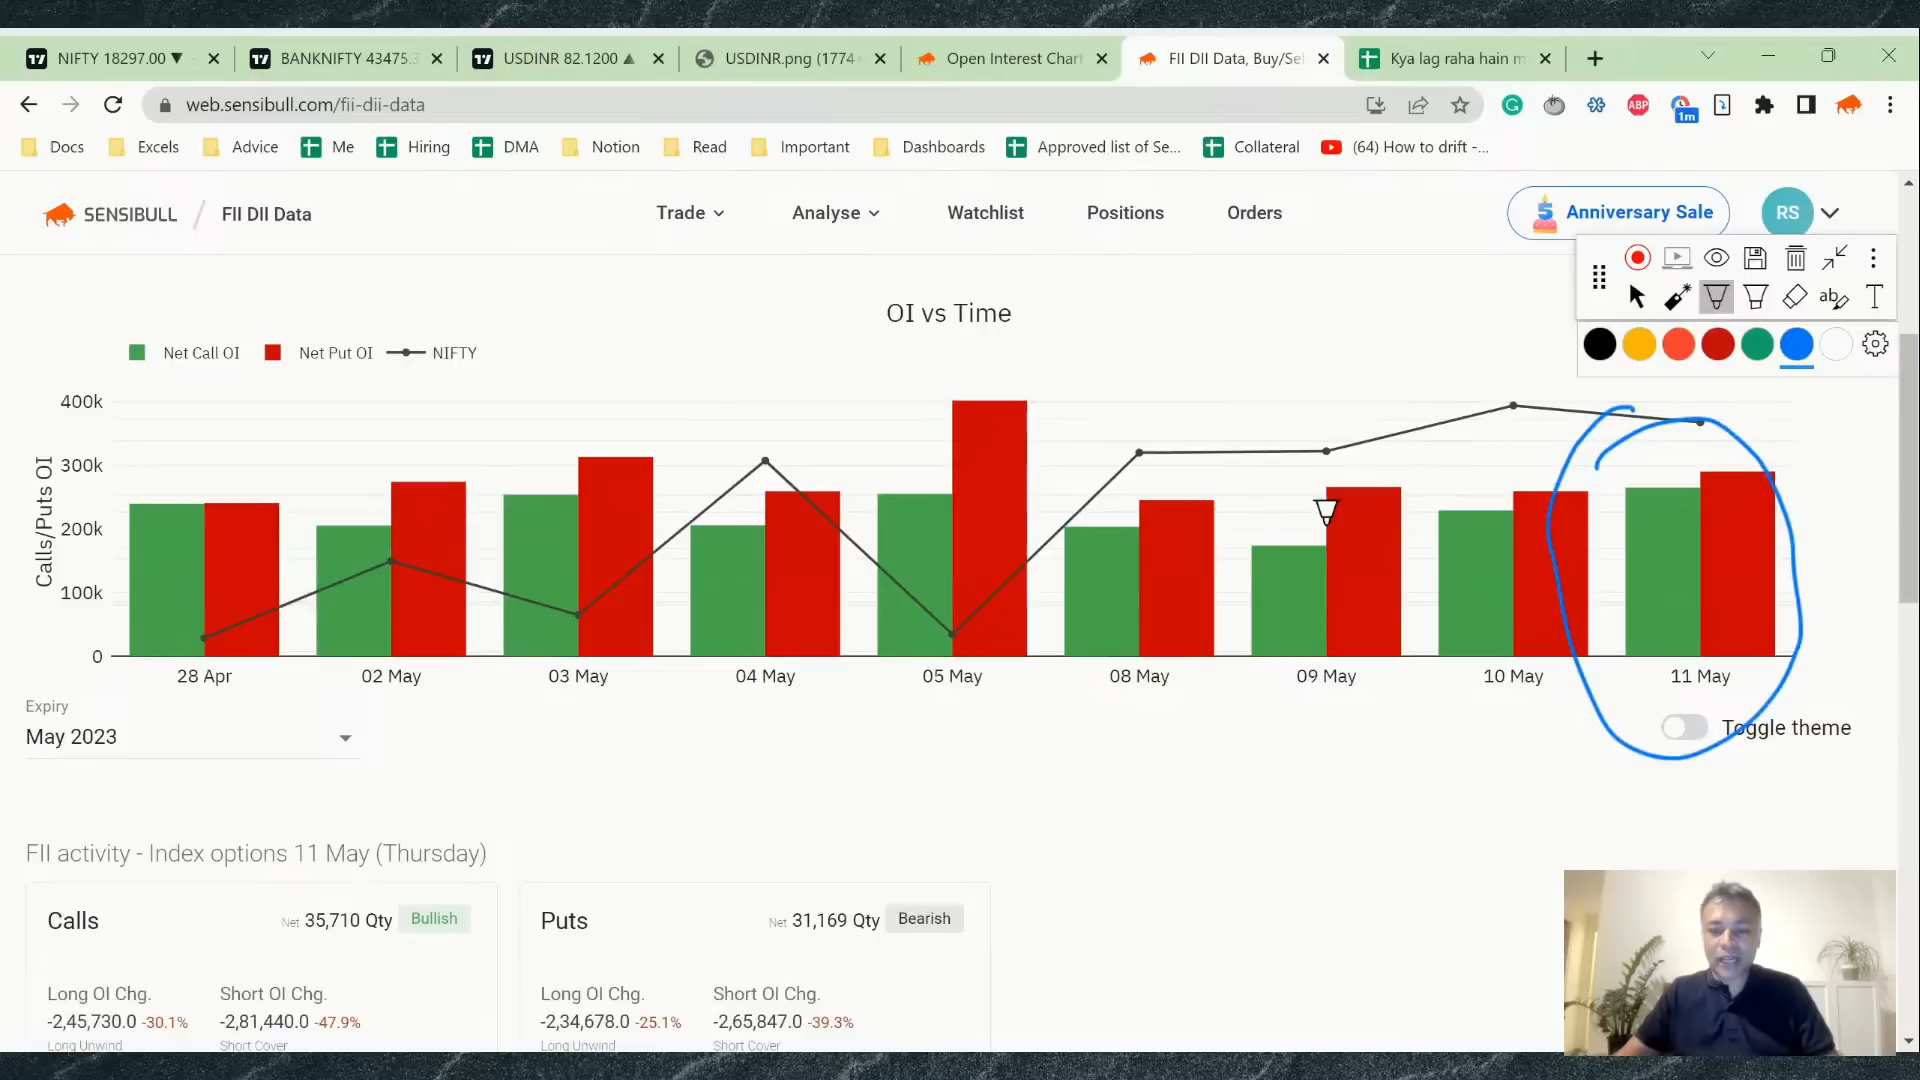 NIFTY 18297.00 ▼
BANKNIFTY 43475.3
USDINR 82.1200 ▲
USDINR.png (1774
Open Interest Chart
FII DII Data, Buy/Sel
Kya lag raha hain m
web.sensibull.com/fii-dii-data
ABP
1m
Docs
Excels
Advice
Me
Hiring
DMA
Notion
Read
Important
Dashboards
Approved list of Se...
Collateral
(64) How to drift -...
SENSIBULL / FII DII Data
Trade
Analyse
Watchlist
Positions
Orders
5 Anniversary Sale
RS
ab
T
OI vs Time
Net Call OI
Net Put OI
NIFTY
Calls/Puts OI
400k
300k
200k
100k
0
28 Apr
02 May
03 May
04 May
05 May
08 May
09 May
10 May
11 May
Expiry
May 2023
Toggle theme
FII activity - Index options 11 May (Thursday)
Calls
Net 35,710 Qty Bullish
Long OI Chg.
-2,45,730.0 -30.1%
Long Unwind
Short OI Chg.
-2,81,440.0 -47.9%
Short Cover
Puts
Net 31,169 Qty Bearish
Long OI Chg.
-2,34,678.0 -25.1%
Long Unwind
Short OI Chg.
-2,65,847.0 -39.3%
Short Cover